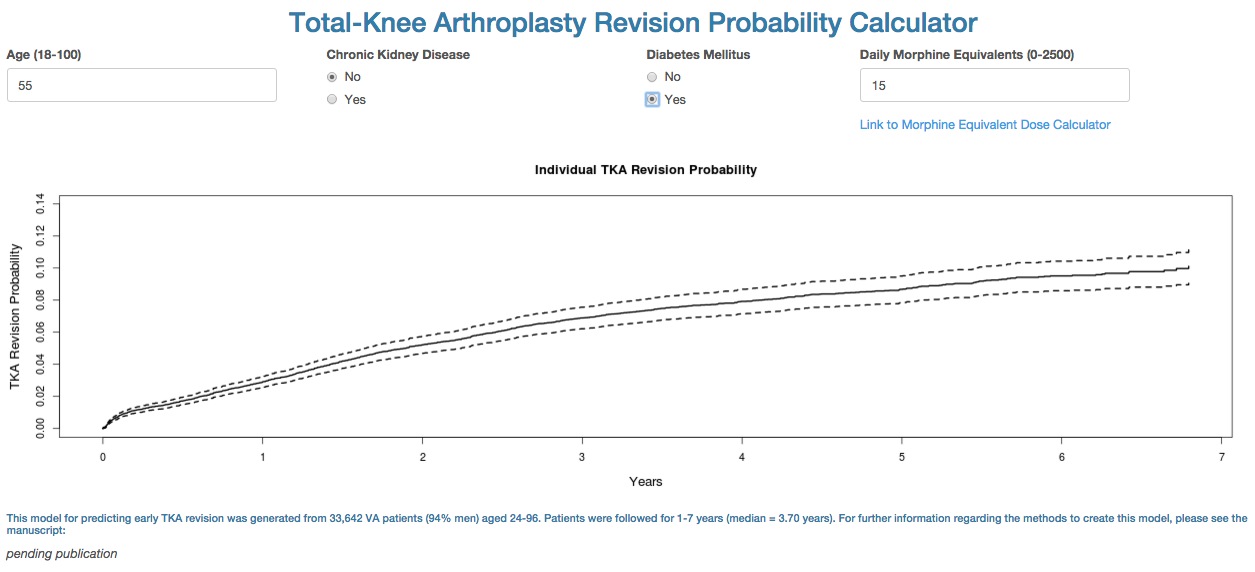 Total-Knee Arthroplasty Revision Probability Calculator
Age (18-100)
Chronic Kidney Disease
Diabetes Mellitus
Daily Morphine Equivalents (0-2500)
55
No
Yes
No
Yes
15
Link to Morphine Equivalent Dose Calculator
Individual TKA Revision Probability
TKA Revision Probability
0.14
0.12
0.10
0.08
0.06
0.04
0.02
0.00
0 1 2 3 4 5 6 7
Years
This model for predicting early TKA revision was generated from 33,642 VA patients (94% men) aged 24-96. Patients were followed for 1-7 years (median = 3.70 years). For further information regarding the methods to create this model, please see the
manuscript:
pending publication